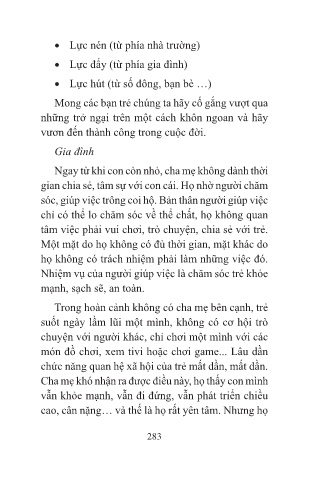 • Lực nén (từ phía nhà trường)
• Lực đẩy (từ phía gia đình)
• Lực hút (từ số đông, bạn bè …)
Mong các bạn trẻ chúng ta hãy cố gắng vượt qua
những trở ngại trên một cách khôn ngoan và hãy
vươn đến thành công trong cuộc đời.
Gia đình
Ngay từ khi con còn nhỏ, cha mẹ không dành thời
gian chia sẻ, tâm sự với con cái. Họ nhờ người chăm
sóc, giúp việc trông coi hộ. Bản thân người giúp việc
chỉ có thể lo chăm sóc về thể chất, họ không quan
tâm việc phải vui chơi, trò chuyện, chia sẻ với trẻ.
Một mặt do họ không có đủ thời gian, mặt khác do
họ không có trách nhiệm phải làm những việc đó.
Nhiệm vụ của người giúp việc là chăm sóc trẻ khỏe
mạnh, sạch sẽ, an toàn.
Trong hoàn cảnh không có cha mẹ bên cạnh, trẻ
suốt ngày lầm lũi một mình, không có cơ hội trò
chuyện với người khác, chỉ chơi một mình với các
món đồ chơi, xem tivi hoặc chơi game... Lâu dần
chức năng quan hệ xã hội của trẻ mất dần, mất dần.
Cha mẹ khó nhận ra được điều này, họ thấy con mình
vẫn khỏe mạnh, vẫn đi đứng, vẫn phát triển chiều
cao, cân nặng… và thế là họ rất yên tâm. Nhưng họ
283